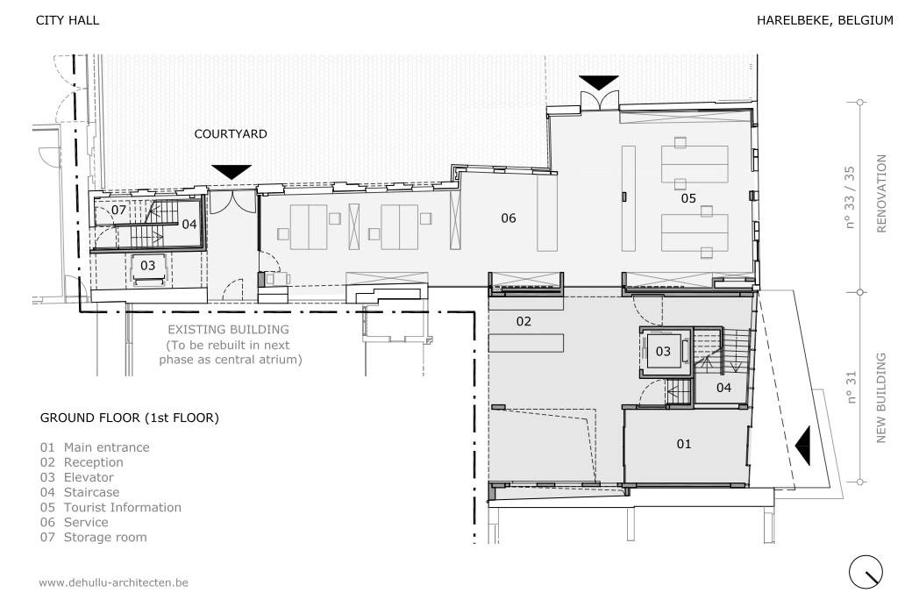 CITY HALL
HARELBEKE, BELGIUM
COURTYARD
07
04
03
06
05
n° 33 / 35
RENOVATION
02
03
04
01
n° 31
NEW BUILDING
EXISTING BUILDING
(To be rebuilt in next
phase as central atrium)
GROUND FLOOR (1st FLOOR)
01 Main entrance
02 Reception
03 Elevator
04 Staircase
05 Tourist Information
06 Service
07 Storage room
www.dehullu-architecten.be